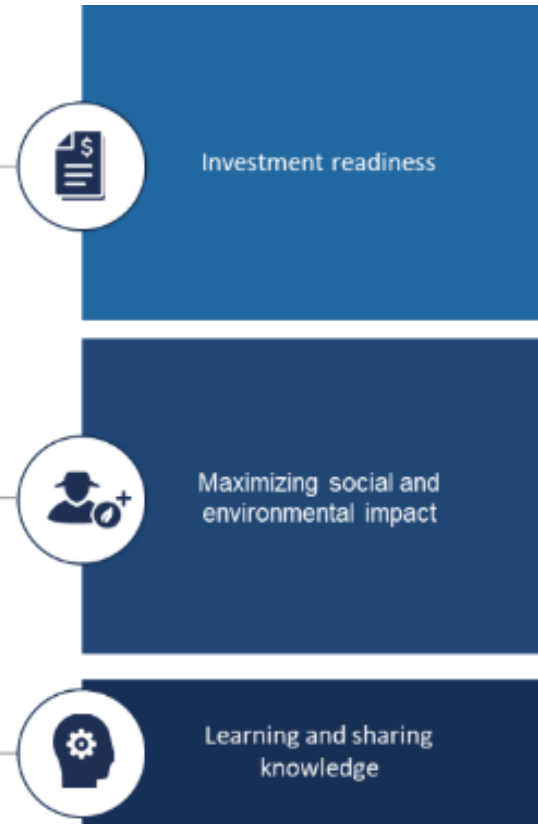 $
Investment readiness
Maximizing social and
environmental impact
Learning and sharing
knowledge